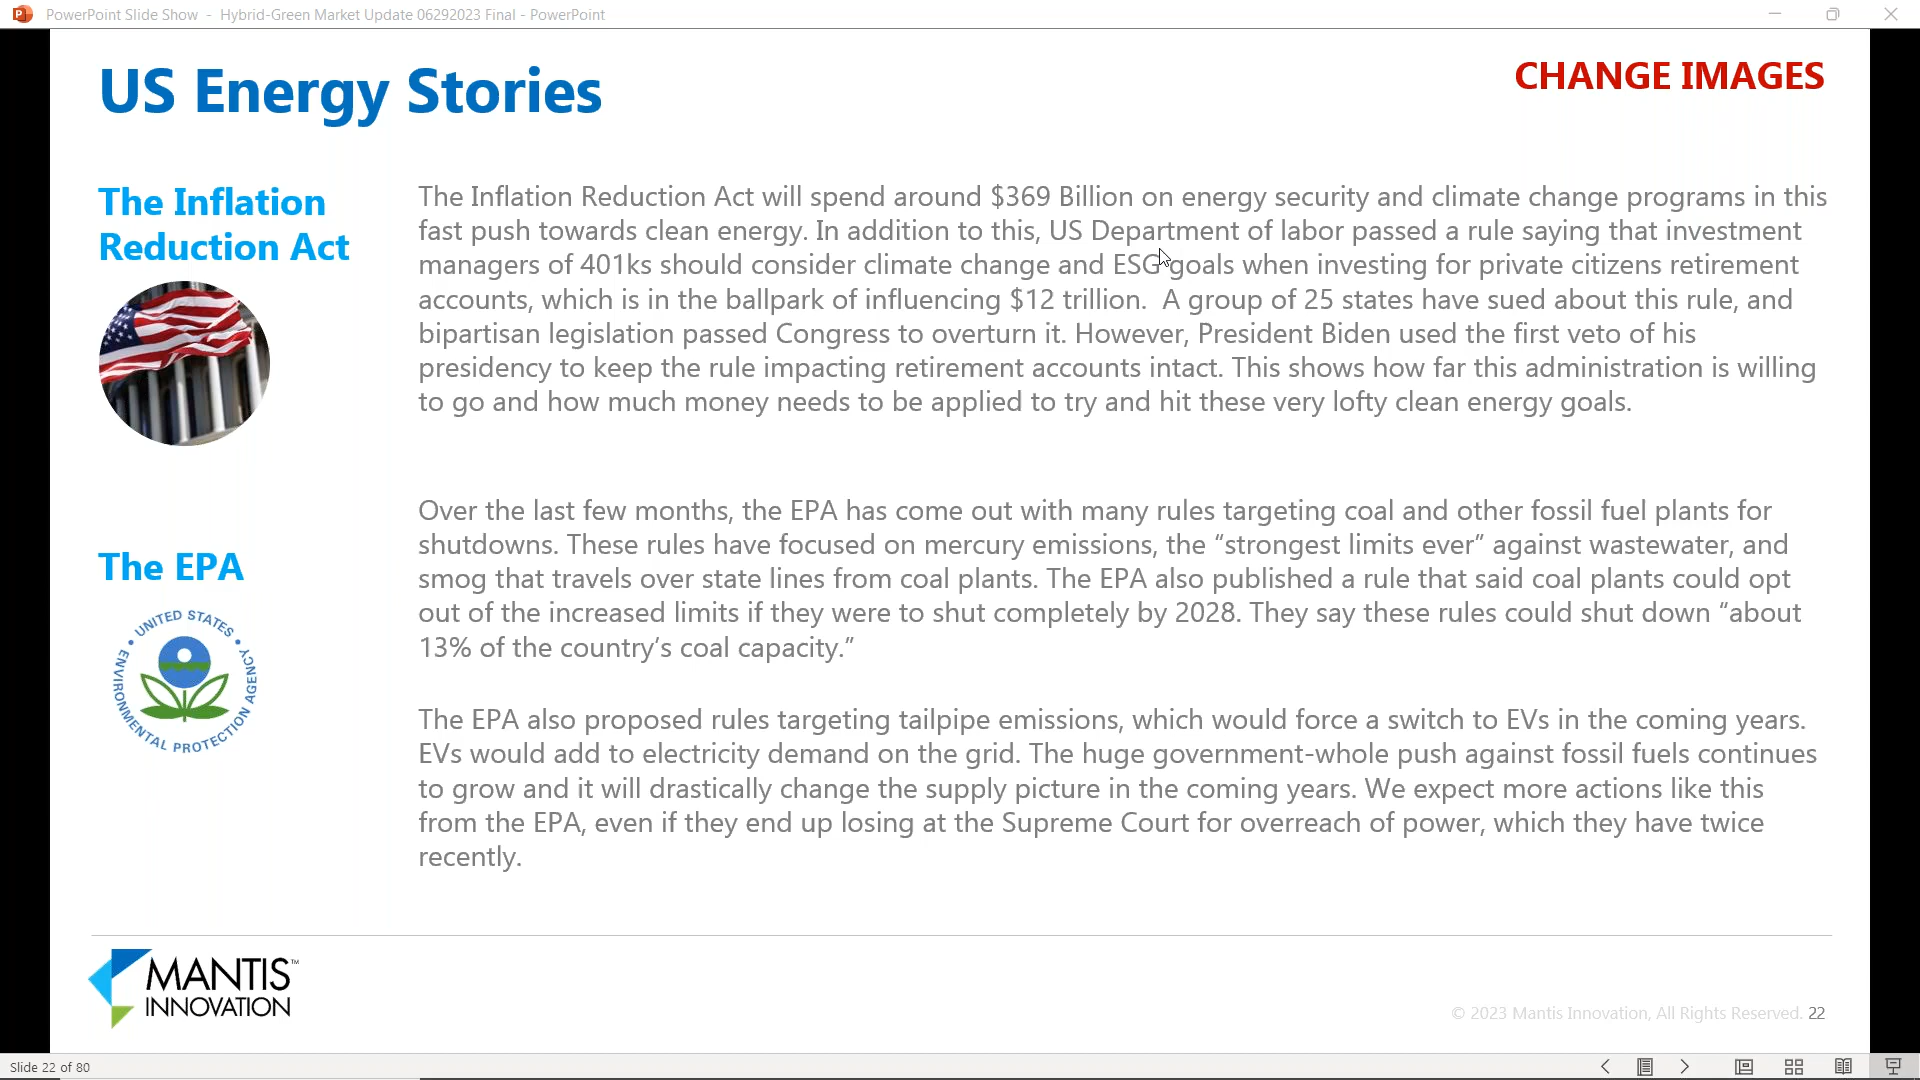 PowerPoint Slide Show - Hybrid-Green Market Update 06292023 Final - PowerPoint
US Energy Stories
CHANGE IMAGES
The Inflation
Reduction Act
The Inflation Reduction Act will spend around $369 Billion on energy security and climate change programs in this
fast push towards clean energy. In addition to this, US Department of labor passed a rule saying that investment
managers of 401ks should consider climate change and ESG goals when investing for private citizens retirement
accounts, which is in the ballpark of influencing $12 trillion.  A group of 25 states have sued about this rule, and
bipartisan legislation passed Congress to overturn it. However, President Biden used the first veto of his
presidency to keep the rule impacting retirement accounts intact. This shows how far this administration is willing
to go and how much money needs to be applied to try and hit these very lofty clean energy goals.
The EPA
UNITED STATES
ENVIRONMENTAL PROTECTION AGENCY
Over the last few months, the EPA has come out with many rules targeting coal and other fossil fuel plants for
shutdowns. These rules have focused on mercury emissions, the “strongest limits ever” against wastewater, and
smog that travels over state lines from coal plants. The EPA also published a rule that said coal plants could opt
out of the increased limits if they were to shut completely by 2028. They say these rules could shut down “about
13% of the country’s coal capacity.”
The EPA also proposed rules targeting tailpipe emissions, which would force a switch to EVs in the coming years.
EVs would add to electricity demand on the grid. The huge government-whole push against fossil fuels continues
to grow and it will drastically change the supply picture in the coming years. We expect more actions like this
from the EPA, even if they end up losing at the Supreme Court for overreach of power, which they have twice
recently.
MANTIS™
INNOVATION
© 2023 Mantis Innovation, All Rights Reserved. 22
Slide 22 of 80